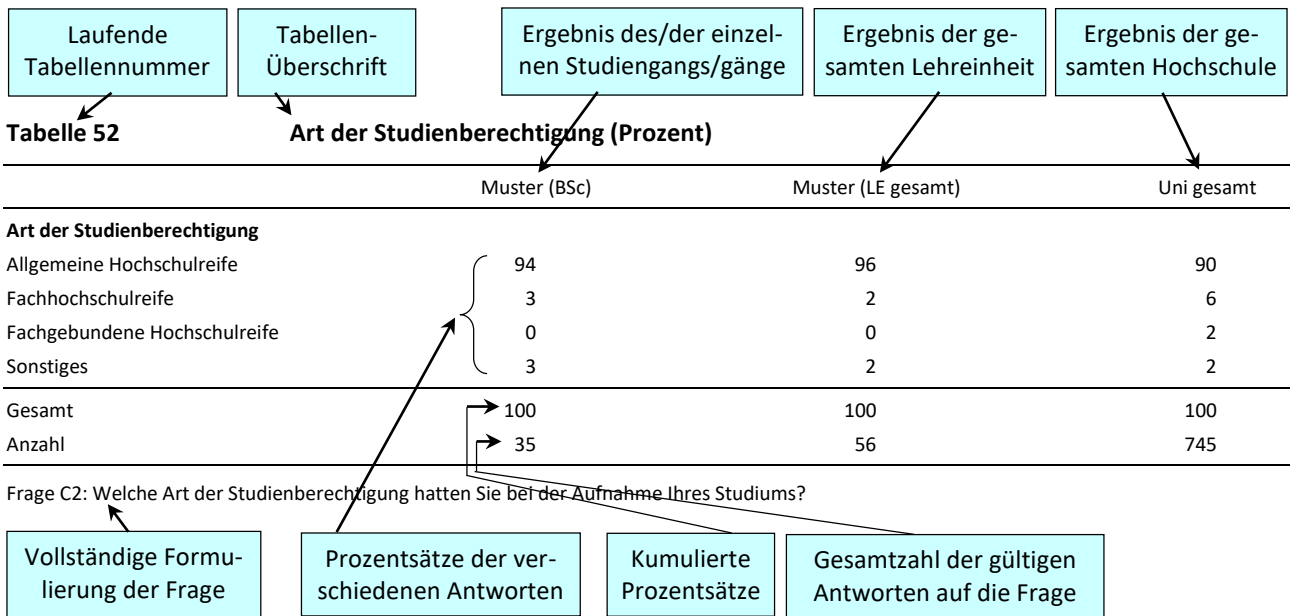 Laufende
Tabellennummer
Tabellen-
Überschrift
Ergebnis des/der einzel-
nen Studiengangs/gänge
Ergebnis der ge-
samten Lehreinheit
Ergebnis der ge-
samten Hochschule
Tabelle 52 Art der Studienberechtigung (Prozent)
Muster (BSc) Muster (LE gesamt) Uni gesamt
Art der Studienberechtigung
Allgemeine Hochschulreife 94 96 90
Fachhochschulreife 3 2 6
Fachgebundene Hochschulreife 0 0 2
Sonstiges 3 2 2
Gesamt 100 100 100
Anzahl 35 56 745
Frage C2: Welche Art der Studienberechtigung hatten Sie bei der Aufnahme Ihres Studiums?
Vollständige Formu-
lierung der Frage
Prozentsätze der ver-
schiedenen Antworten
Kumulierte
Prozentsätze
Gesamtzahl der gültigen
Antworten auf die Frage